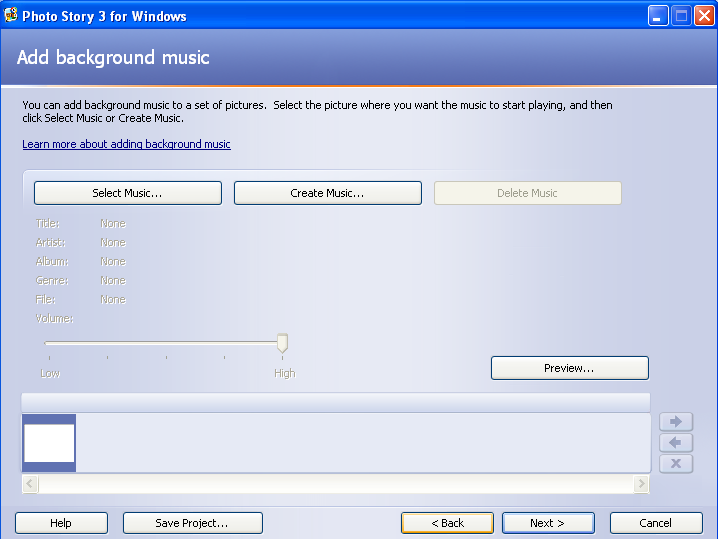 Photo Story 3 for Windows
Add background music
You can add background music to a set of pictures.  Select the picture where you want the music to start playing, and then
click Select Music or Create Music.
Learn more about adding background music
Select Music... Create Music... Delete Music
Title: None
Artist: None
Album: None
Genre: None
File: None
Volume:
Low High
Preview...
Help Save Project... < Back Next > Cancel